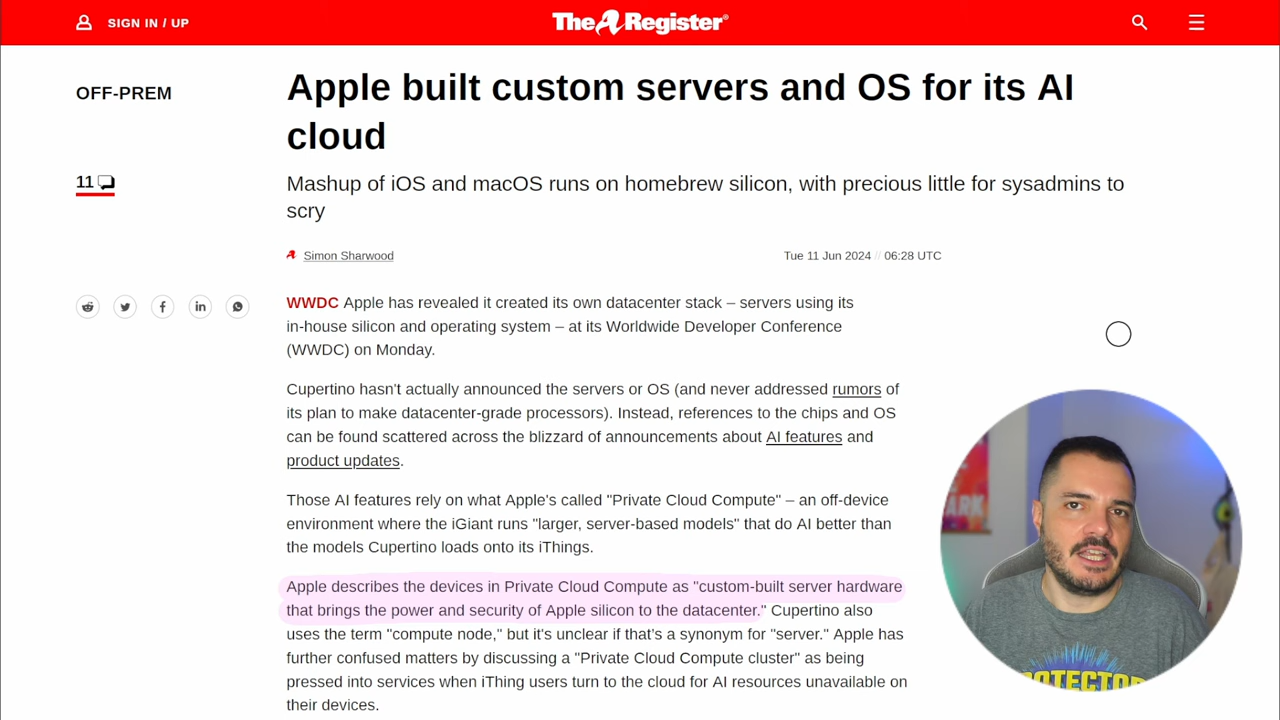 SIGN IN / UP
The Register®
OFF-PREM
Apple built custom servers and OS for its AI
cloud
11
Mashup of iOS and macOS runs on homebrew silicon, with precious little for sysadmins to
scry
Simon Sharwood
Tue 11 Jun 2024 // 06:28 UTC
WWDC Apple has revealed it created its own datacenter stack – servers using its
in-house silicon and operating system – at its Worldwide Developer Conference
(WWDC) on Monday.
Cupertino hasn't actually announced the servers or OS (and never addressed rumors of
its plan to make datacenter-grade processors). Instead, references to the chips and OS
can be found scattered across the blizzard of announcements about AI features and
product updates.
Those AI features rely on what Apple's called "Private Cloud Compute" – an off-device
environment where the iGiant runs "larger, server-based models" that do AI better than
the models Cupertino loads onto its iThings.
Apple describes the devices in Private Cloud Compute as "custom-built server hardware
that brings the power and security of Apple silicon to the datacenter." Cupertino also
uses the term "compute node," but it's unclear if that's a synonym for "server." Apple has
further confused matters by discussing a "Private Cloud Compute cluster" as being
pressed into services when iThing users turn to the cloud for AI resources unavailable on
their devices.